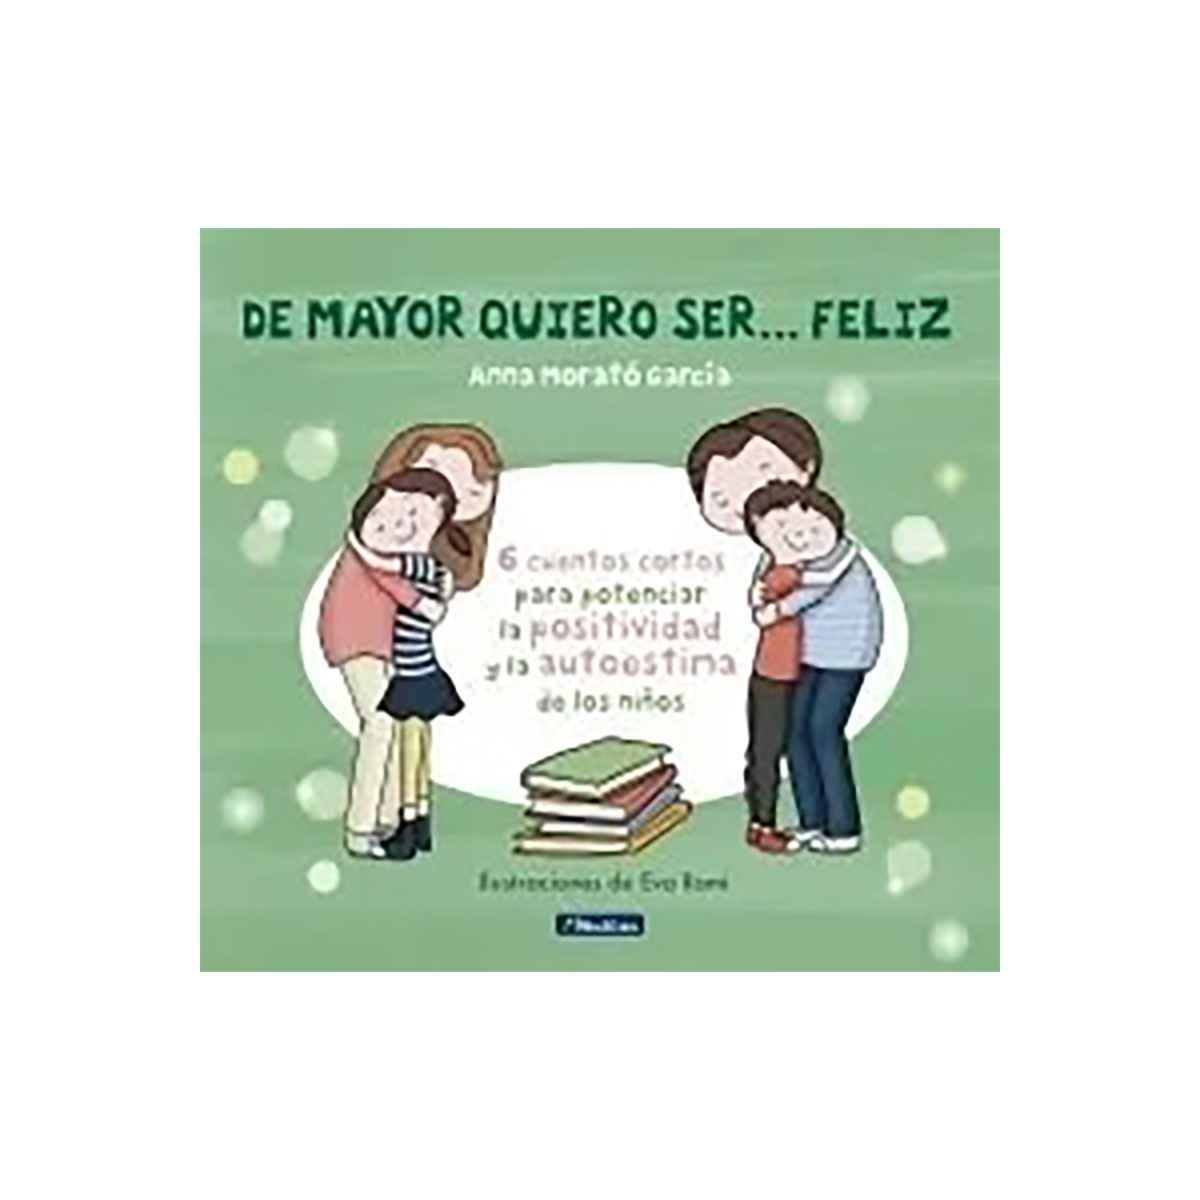 DE MAYOR QUIERO SER... FELIZ
Anna Morató García
6 cuentos cortos
para potenciar
la positividad
y la autoestima
de los niños
Ilustraciones de Eva Rami